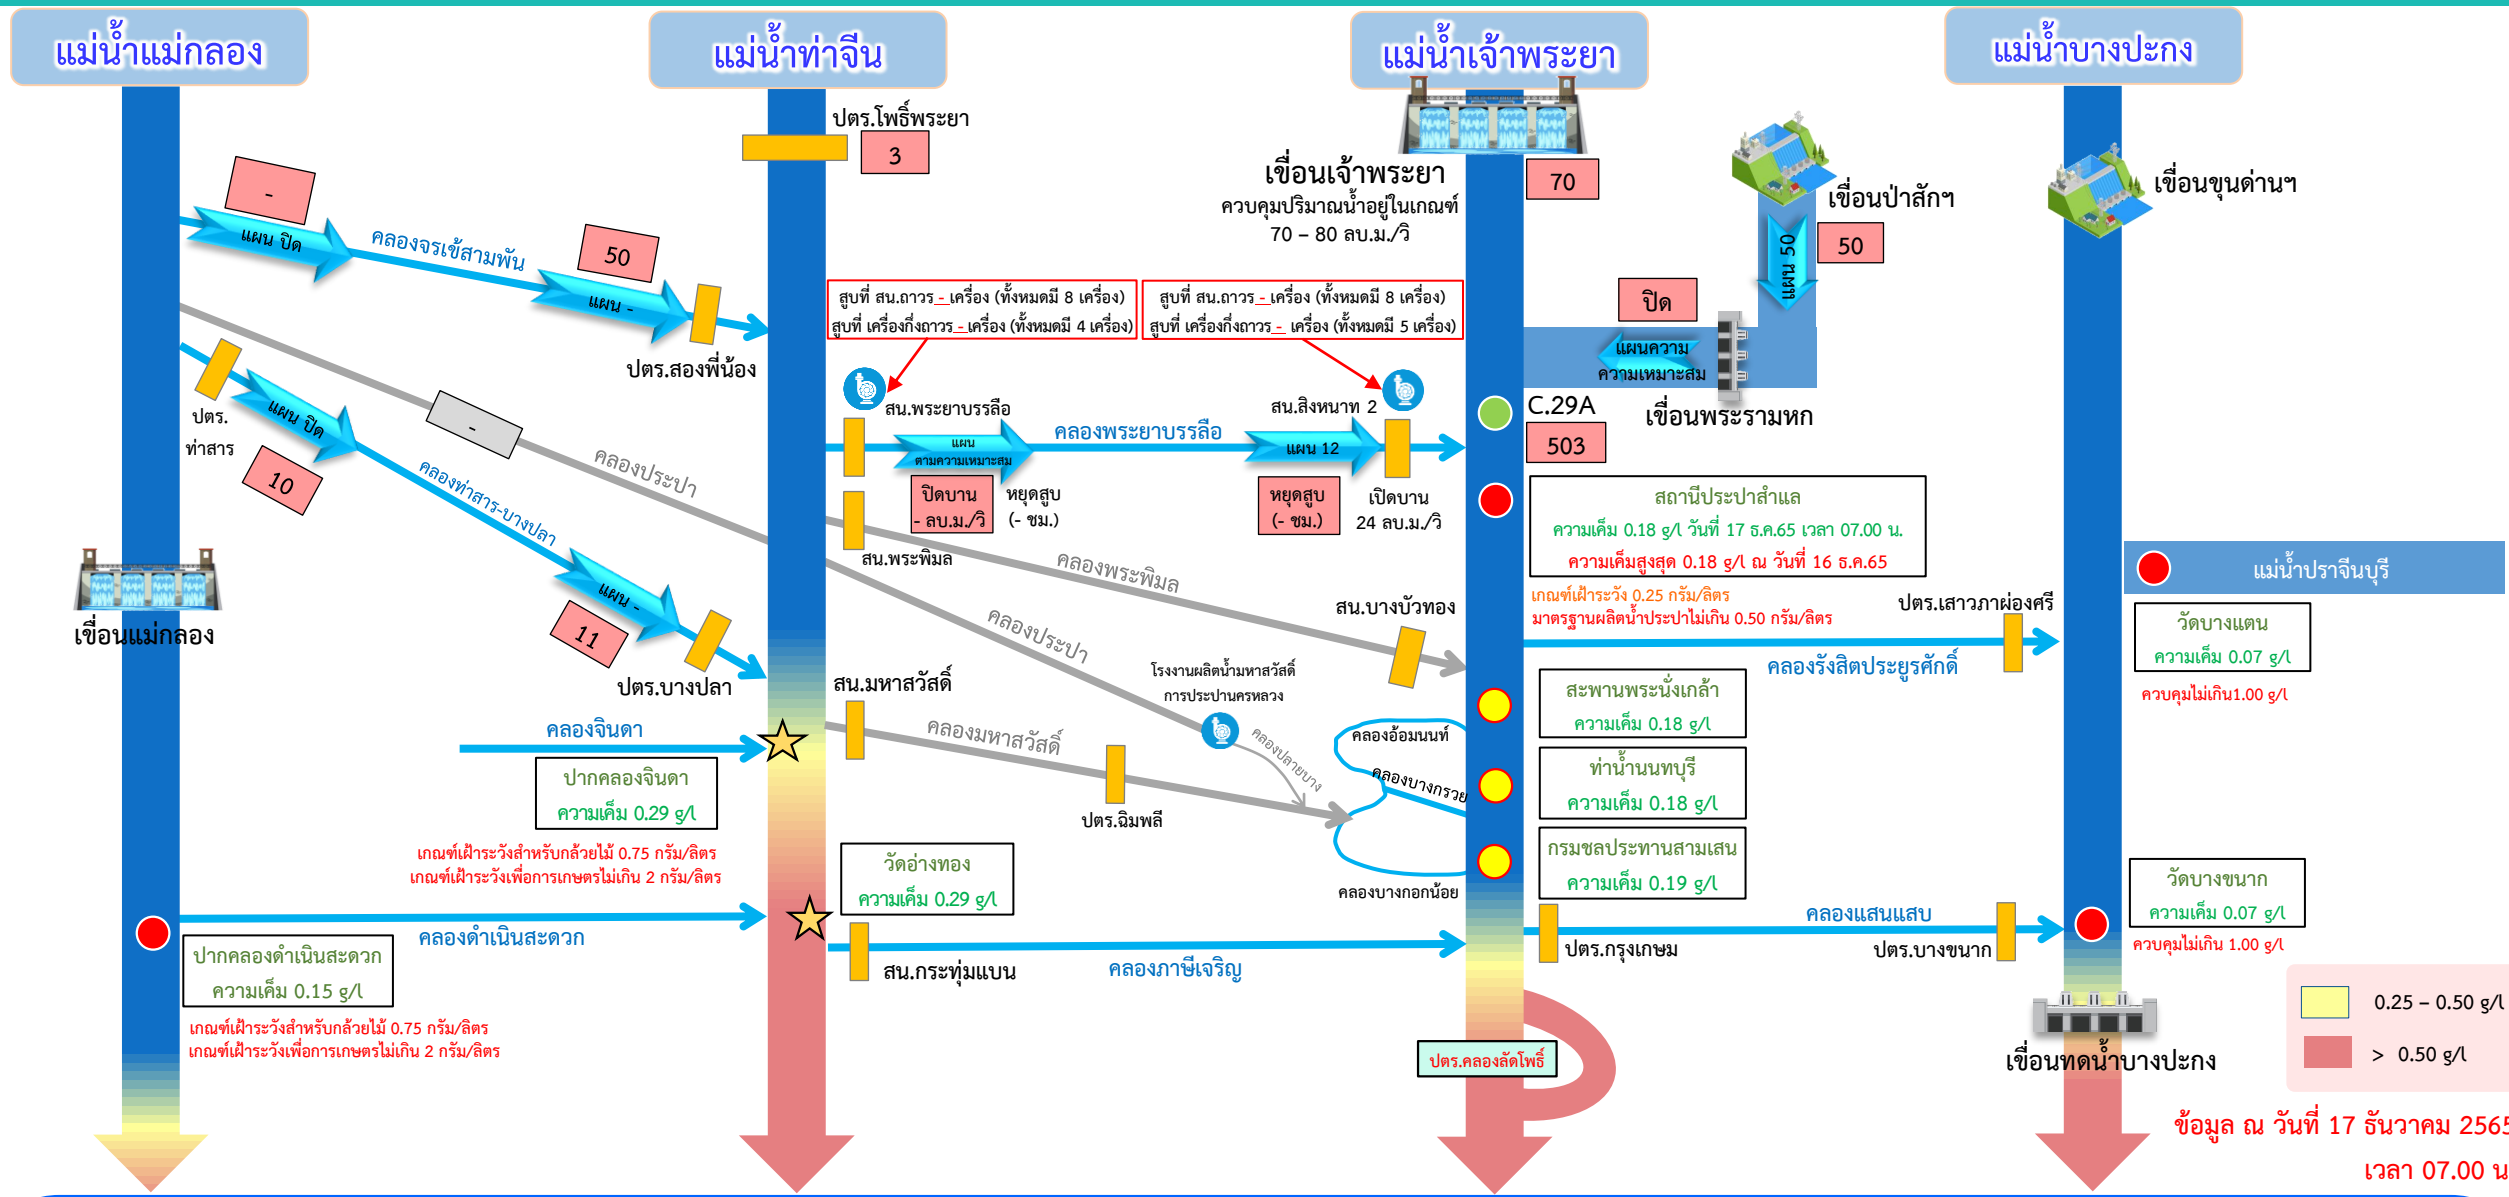 แม่น้ำแม่กลอง
แม่น้ำท่าจีน
แม่น้ำเจ้าพระยา
แม่น้ำบางปะกง
ปตร.โพธิ์พระยา
3
เขื่อนเจ้าพระยา
ควบคุมปริมาณน้ำอยู่ในเกณฑ์
70 – 80 ลบ.ม./วิ
70
เขื่อนป่าสักฯ
แผน 50
50
เขื่อนขุนด่านฯ
-
แผน ปิด
คลองจรเข้สามพัน
50
แผน -
ปตร.สองพี่น้อง
สูบที่ สน.ถาวร - เครื่อง (ทั้งหมดมี 8 เครื่อง)
สูบที่ เครื่องกึ่งถาวร - เครื่อง (ทั้งหมดมี 4 เครื่อง)
สูบที่ สน.ถาวร - เครื่อง (ทั้งหมดมี 8 เครื่อง)
สูบที่ เครื่องกึ่งถาวร - เครื่อง (ทั้งหมดมี 5 เครื่อง)
ปิด
แผนความ
ความเหมาะสม
เขื่อนพระรามหก
ปตร.
ท่าสาร
แผน ปิด
10
คลองท่าสาร-บางปลา
-
คลองประปา
สน.พระยาบรรลือ
แผน
ตามความเหมาะสม
คลองพระยาบรรลือ
สน.สิงหนาท 2
แผน 12
C.29A
503
ปิดบาน
- ลบ.ม./วิ
หยุดสูบ
(- ชม.)
หยุดสูบ
(- ชม.)
เปิดบาน
24 ลบ.ม./วิ
สน.พระพิมล
คลองพระพิมล
สถานีประปาสำแล
ความเค็ม 0.18 g/l วันที่ 17 ธ.ค.65 เวลา 07.00 น.
ความเค็มสูงสุด 0.18 g/l ณ วันที่ 16 ธ.ค.65
เกณฑ์เฝ้าระวัง 0.25 กรัม/ลิตร
มาตรฐานผลิตน้ำประปาไม่เกิน 0.50 กรัม/ลิตร
แม่น้ำปราจีนบุรี
เขื่อนแม่กลอง
แผน -
11
ปตร.บางปลา
คลองประปา
สน.บางบัวทอง
ปตร.เสาวภาผ่องศรี
คลองรังสิตประยูรศักดิ์
วัดบางแตน
ความเค็ม 0.07 g/l
ควบคุมไม่เกิน1.00 g/l
สน.มหาสวัสดิ์
คลองมหาสวัสดิ์
โรงงานผลิตน้ำมหาสวัสดิ์
การประปานครหลวง
คลองปลายบาง
ปตร.ฉิมพลี
คลองอ้อมนนท์
คลองบางกรวย
คลองบางกอกน้อย
สะพานพระนั่งเกล้า
ความเค็ม 0.18 g/l
ท่าน้ำนนทบุรี
ความเค็ม 0.18 g/l
กรมชลประทานสามเสน
ความเค็ม 0.19 g/l
คลองจินดา
ปากคลองจินดา
ความเค็ม 0.29 g/l
เกณฑ์เฝ้าระวังสำหรับกล้วยไม้ 0.75 กรัม/ลิตร
เกณฑ์เฝ้าระวังเพื่อการเกษตรไม่เกิน 2 กรัม/ลิตร
วัดอ่างทอง
ความเค็ม 0.29 g/l
คลองดำเนินสะดวก
ปากคลองดำเนินสะดวก
ความเค็ม 0.15 g/l
เกณฑ์เฝ้าระวังสำหรับกล้วยไม้ 0.75 กรัม/ลิตร
เกณฑ์เฝ้าระวังเพื่อการเกษตรไม่เกิน 2 กรัม/ลิตร
สน.กระทุ่มแบน
คลองภาษีเจริญ
ปตร.กรุงเกษม
คลองแสนแสบ
ปตร.บางขนาก
วัดบางขนาก
ความเค็ม 0.07 g/l
ควบคุมไม่เกิน 1.00 g/l
ปตร.คลองลัดโพธิ์
เขื่อนทดน้ำบางปะกง
0.25 – 0.50 g/l
> 0.50 g/l
ข้อมูล ณ วันที่ 17 ธันวาคม 2565
เวลา 07.00 น